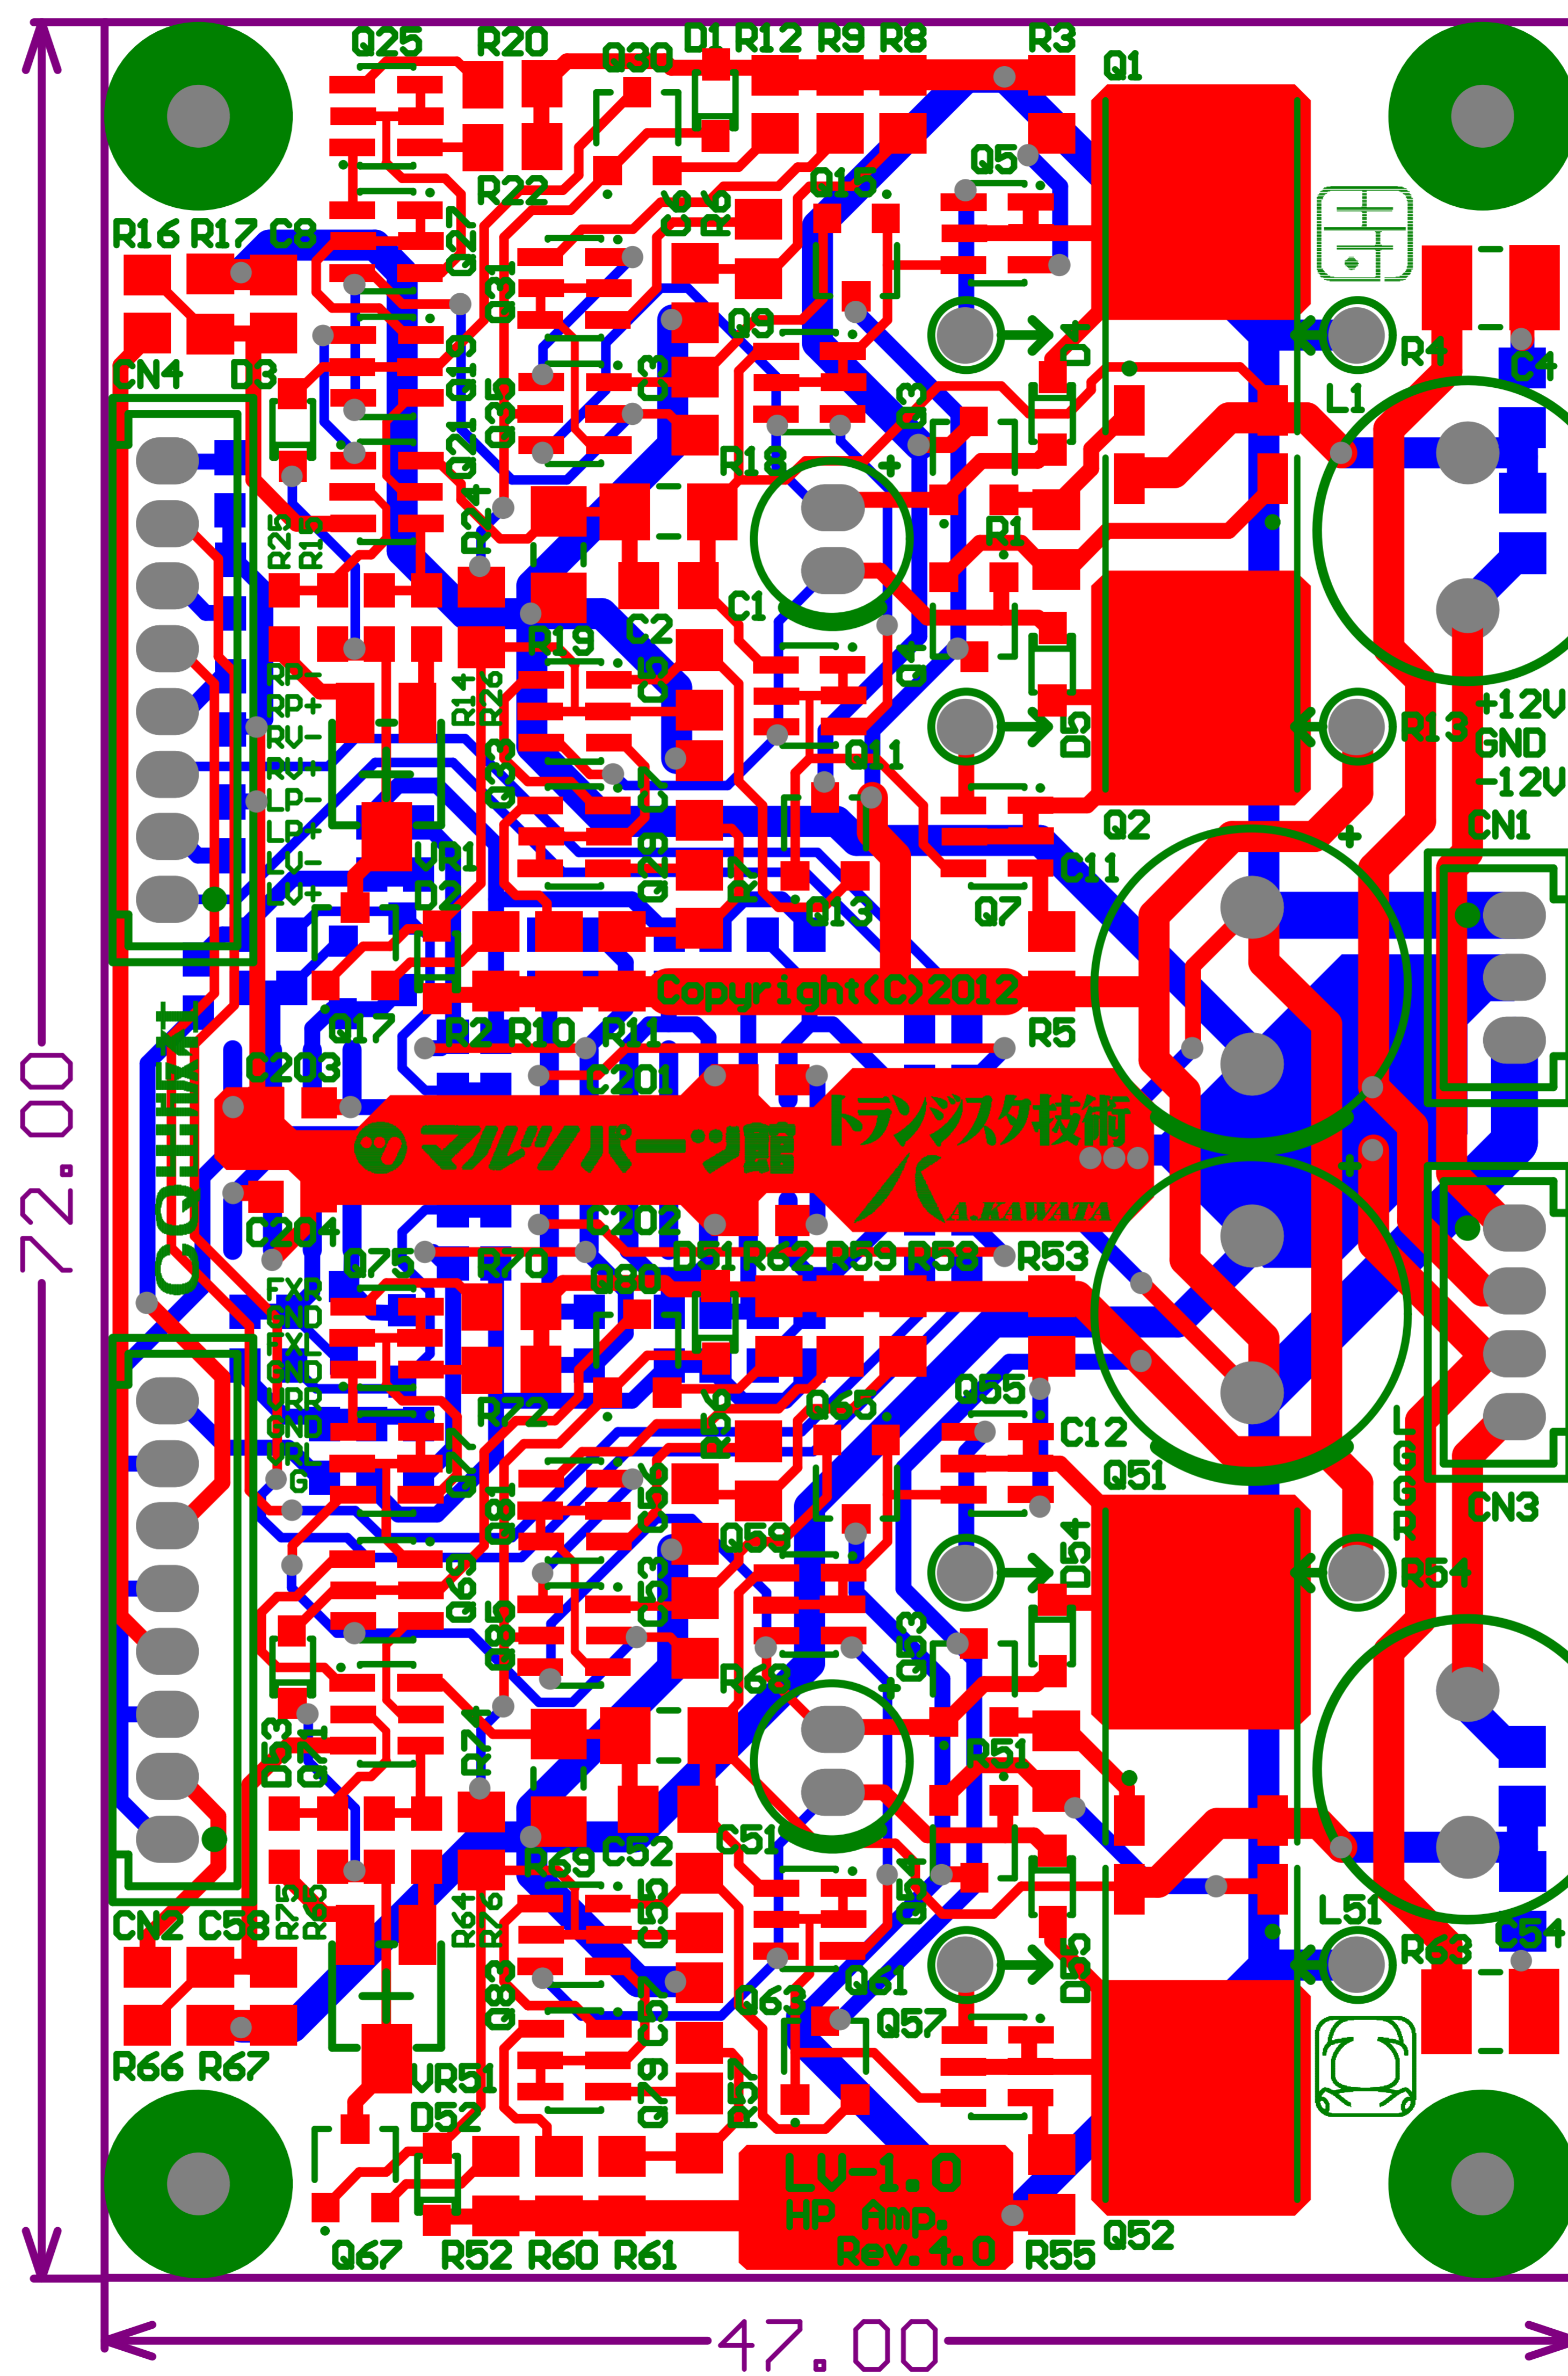 Q25 R20 Q30 D1 R12 R9 R8 R3 Q1
R22 C6 R6 Q15 Q5
R16 R17 C8 Q27 Q31
Q9 D4 R4 C4
CN4 D3 Q19 Q35 C3 Q3 L1
Q21 R18 +
R25 R15 R24 R1
C1 R19 C2 C5 Q4
RP- R14 R26
RP+ D5 R13 +12V
RV- Q33 Q11 GND
RV+ -12V
LP- C7 Q2 + CN1
LP+ VR1 C11
LV- D2 Q29 R7
LV+ Q13 Q7
Copyright(C)2012
Q17 R2 R10 R11 R5
72.00
C203 C201
CQHHR4
マルツパーツ館
トランジスタ技術
A.KAWATA
+
C204 C202
Q75 R70 D51 R62 R59 R58 R53
Q80
FXR
GND
FXL
GND
VRR R72 R56 Q65 Q55
GND C12
VRL Q77 Q51
G Q81 C56 CN3
LGGR
Q59 D54 R54
Q69 Q85 C53 Q53
R68 +
D53 Q71 R74 R51
C51 R69 C52 Q54
CN2 C58 R75 R65 R64 R76 C55 L51
Q83 Q63 Q61 Q57 D55 R63 C54
C57
R66 R67 VR51 Q79 R57
D52
LV-1.0
HP Amp.
Rev.4.0
Q67 R52 R60 R61 R55 Q52
47.00